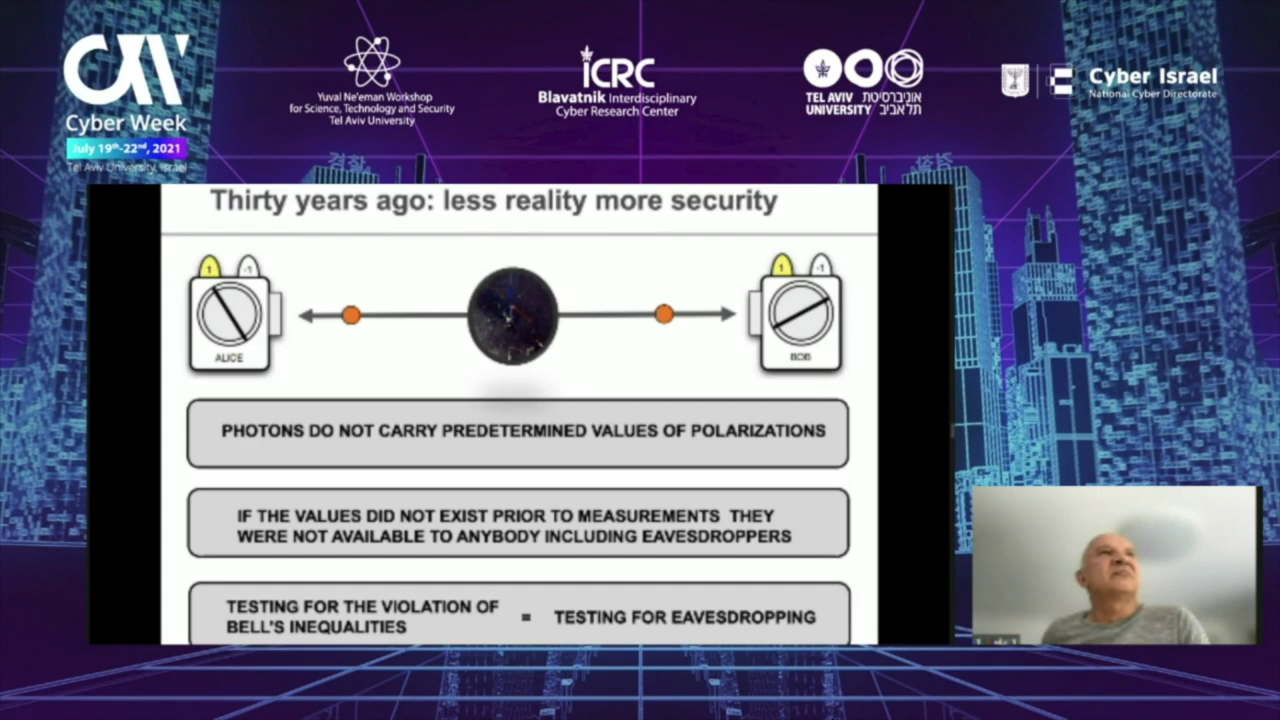 Cyber Week
July 19th-22nd, 2021
Tel Aviv University, Israel
Yuval Ne'eman Workshop
for Science, Technology and Security
Tel Aviv University
iCRC
Blavatnik Interdisciplinary
Cyber Research Center
TEL AVIV אוניברסיטת
UNIVERSITY תל אביב
Cyber Israel
National Cyber Directorate
Thirty years ago: less reality more security
1 -1
1 -1
ALICE
BOB
PHOTONS DO NOT CARRY PREDETERMINED VALUES OF POLARIZATIONS
IF THE VALUES DID NOT EXIST PRIOR TO MEASUREMENTS THEY
WERE NOT AVAILABLE TO ANYBODY INCLUDING EAVESDROPPERS
TESTING FOR THE VIOLATION OF
BELL'S INEQUALITIES
= TESTING FOR EAVESDROPPING